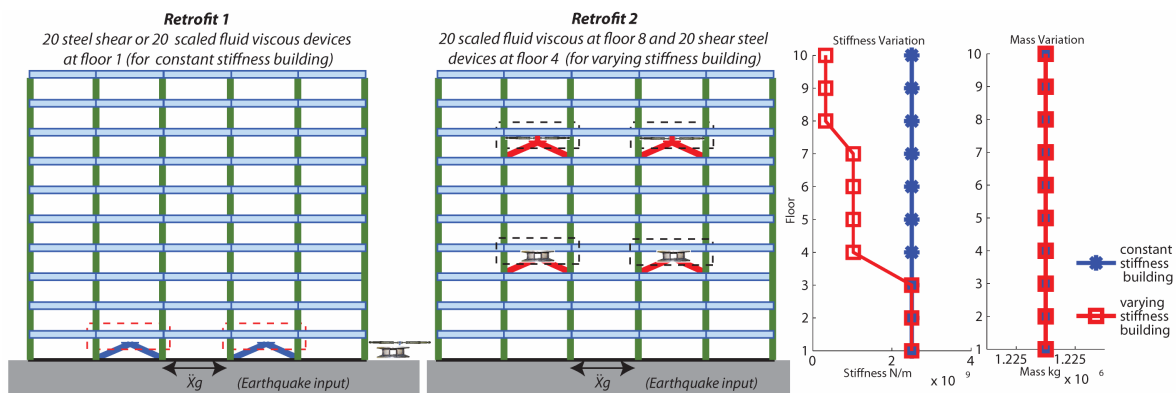 Retrofit 1
20 steel shear or 20 scaled fluid viscous devices
at floor 1 (for constant stiffness building)
Ẍg
(Earthquake input)
Retrofit 2
20 scaled fluid viscous at floor 8 and 20 shear steel
devices at floor 4 (for varying stiffness building)
Ẍg
(Earthquake input)
Stiffness Variation
10
9
8
7
6
5
4
3
2
1
Floor
0
2
4
Stiffness N/m
x 10 9
Mass Variation
10
9
8
7
6
5
4
3
2
1
1.225
1.225
Mass kg
x 10 6
constant
stiffness
building
varying
stiffness
building